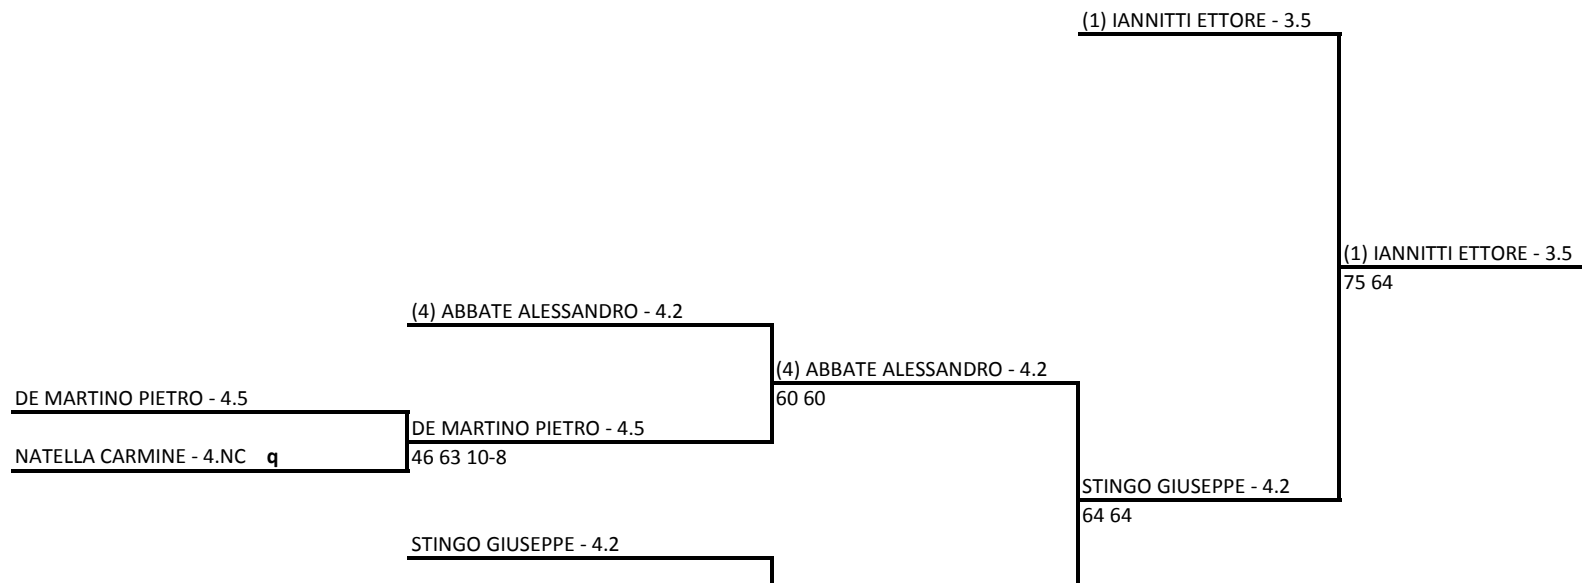 (1) IANNITTI ETTORE - 3.5
(1) IANNITTI ETTORE - 3.5
75 64
(4) ABBATE ALESSANDRO - 4.2
(4) ABBATE ALESSANDRO - 4.2
60 60
DE MARTINO PIETRO - 4.5
DE MARTINO PIETRO - 4.5
NATELLA CARMINE - 4.NC q
46 63 10-8
STINGO GIUSEPPE - 4.2
64 64
STINGO GIUSEPPE - 4.2